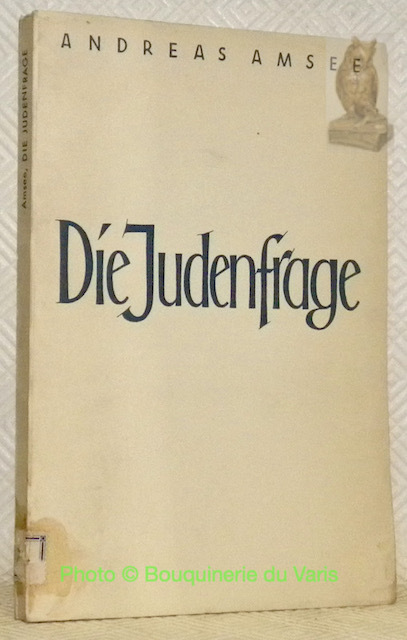 ANDREAS AMSEE
Amsee, DIE JUDENFRAGE
Die Judenfrage
Photo © Bouquinerie du Varis